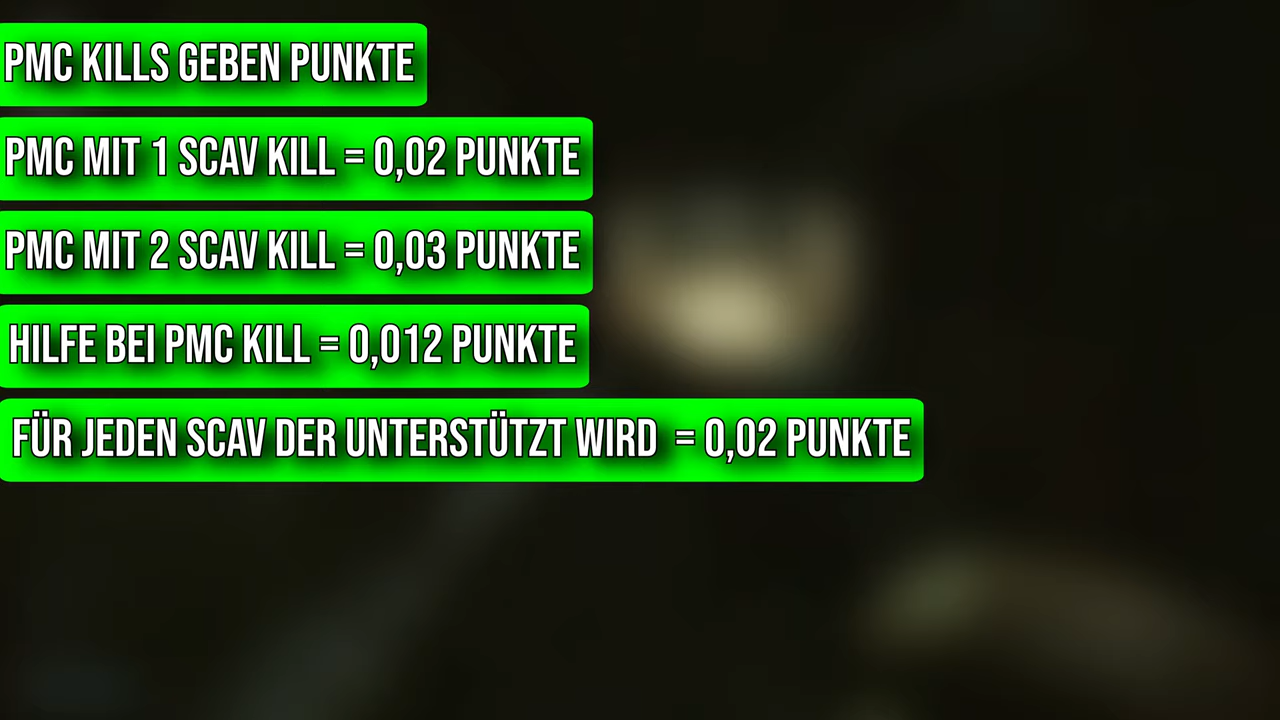 PMC KILLS GEBEN PUNKTE
PMC MIT 1 SCAV KILL = 0,02 PUNKTE
PMC MIT 2 SCAV KILL = 0,03 PUNKTE
HILFE BEI PMC KILL = 0,012 PUNKTE
FÜR JEDEN SCAV DER UNTERSTÜTZT WIRD = 0,02 PUNKTE